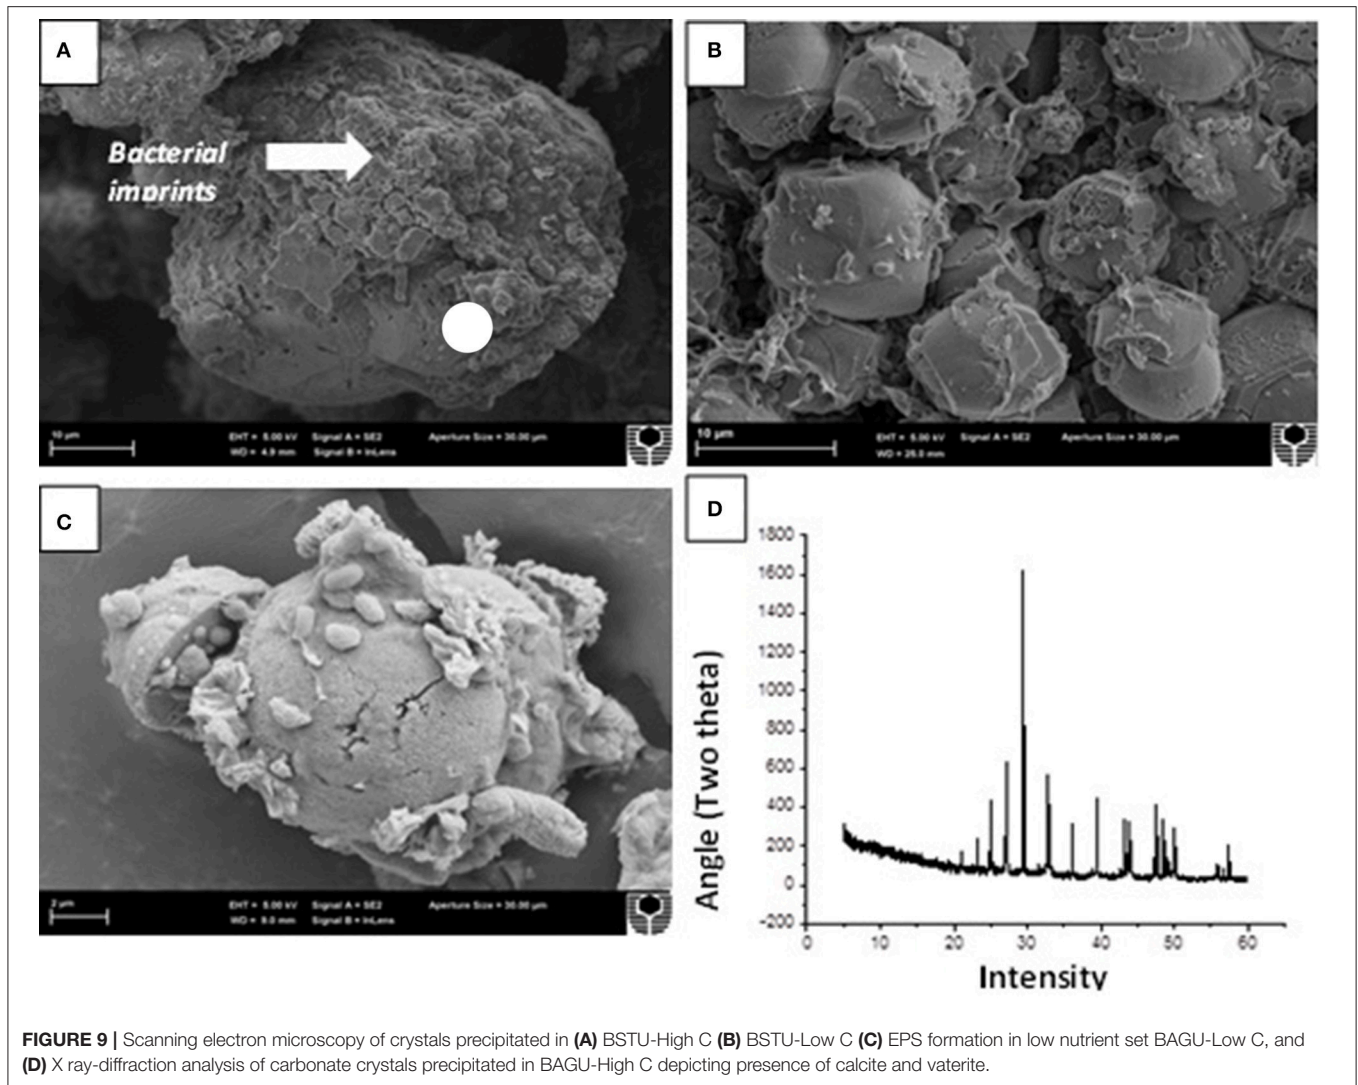 A
Bacterial
imprints
10 µm
EHT = 5.00 kV Signal A = SE2 Aperture Size = 30.00 µm
WD = 4.9 mm Signal B = InLens
B
10 µm
EHT = 5.00 kV Signal A = SE2 Aperture Size = 30.00 µm
WD = 25.0 mm
C
2 µm
EHT = 5.00 kV Signal A = SE2 Aperture Size = 30.00 µm
WD = 9.0 mm Signal B = InLens
D
1800
1600
1400
1200
1000
800
600
400
200
0
-200
Angle (Two theta)
0 10 20 30 40 50 60
Intensity
FIGURE 9 | Scanning electron microscopy of crystals precipitated in (A) BSTU-High C (B) BSTU-Low C (C) EPS formation in low nutrient set BAGU-Low C, and
(D) X ray-diffraction analysis of carbonate crystals precipitated in BAGU-High C depicting presence of calcite and vaterite.